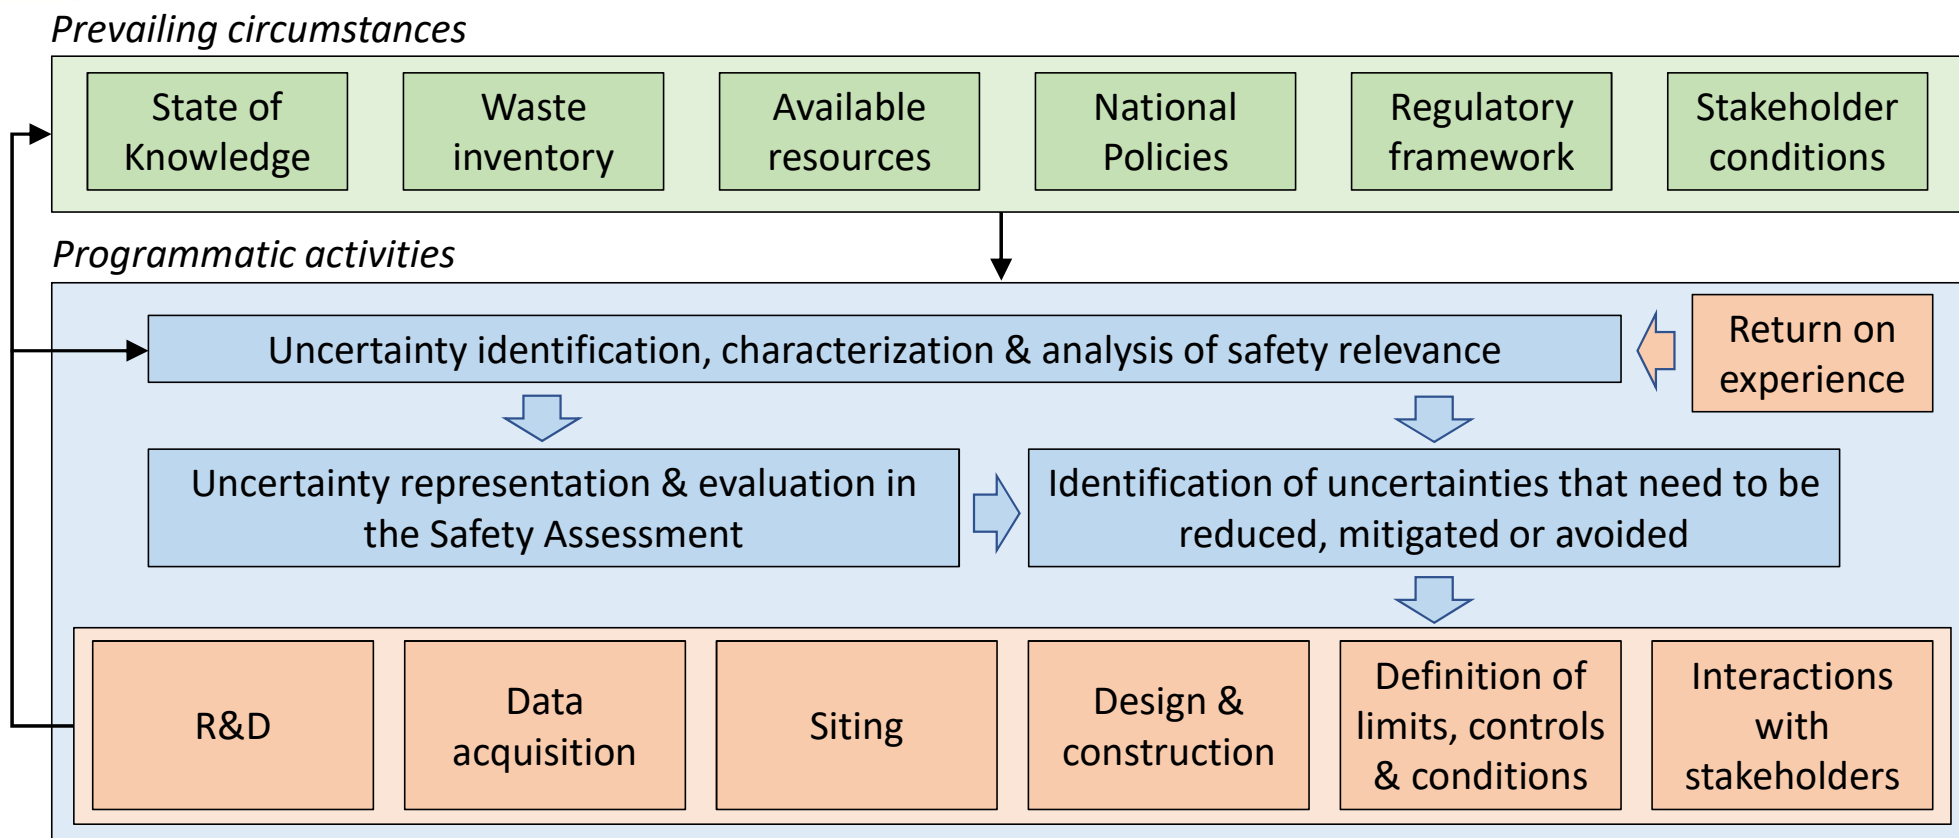 Prevailing circumstances
State of
Knowledge
Waste
inventory
Available
resources
National
Policies
Regulatory
framework
Stakeholder
conditions
Programmatic activities
Uncertainty identification, characterization & analysis of safety relevance
Return on
experience
Uncertainty representation & evaluation in
the Safety Assessment
Identification of uncertainties that need to be
reduced, mitigated or avoided
R&D
Data
acquisition
Siting
Design &
construction
Definition of
limits, controls
& conditions
Interactions
with
stakeholders